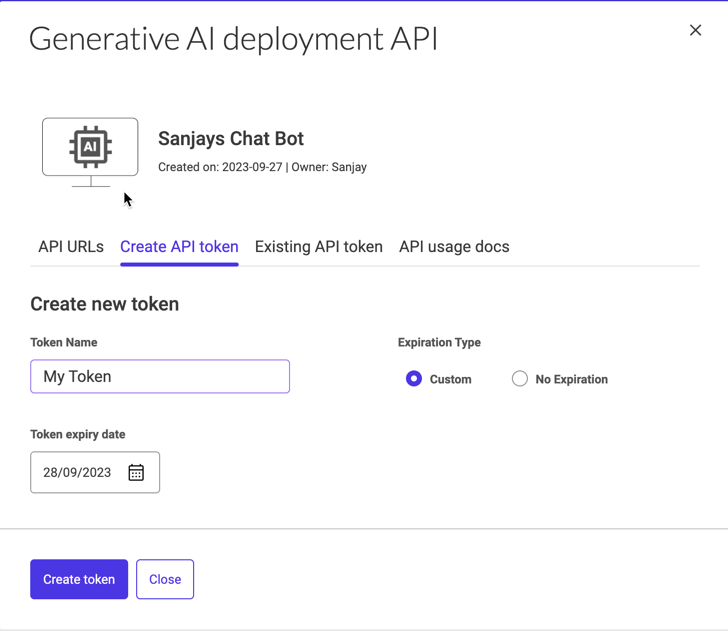 Generative AI deployment API
AI
Sanjays Chat Bot
Created on: 2023-09-27 | Owner: Sanjay
API URLs Create API token Existing API token API usage docs
Create new token
Token Name Expiration Type
My Token Custom No Expiration
Token expiry date
28/09/2023
Create token Close